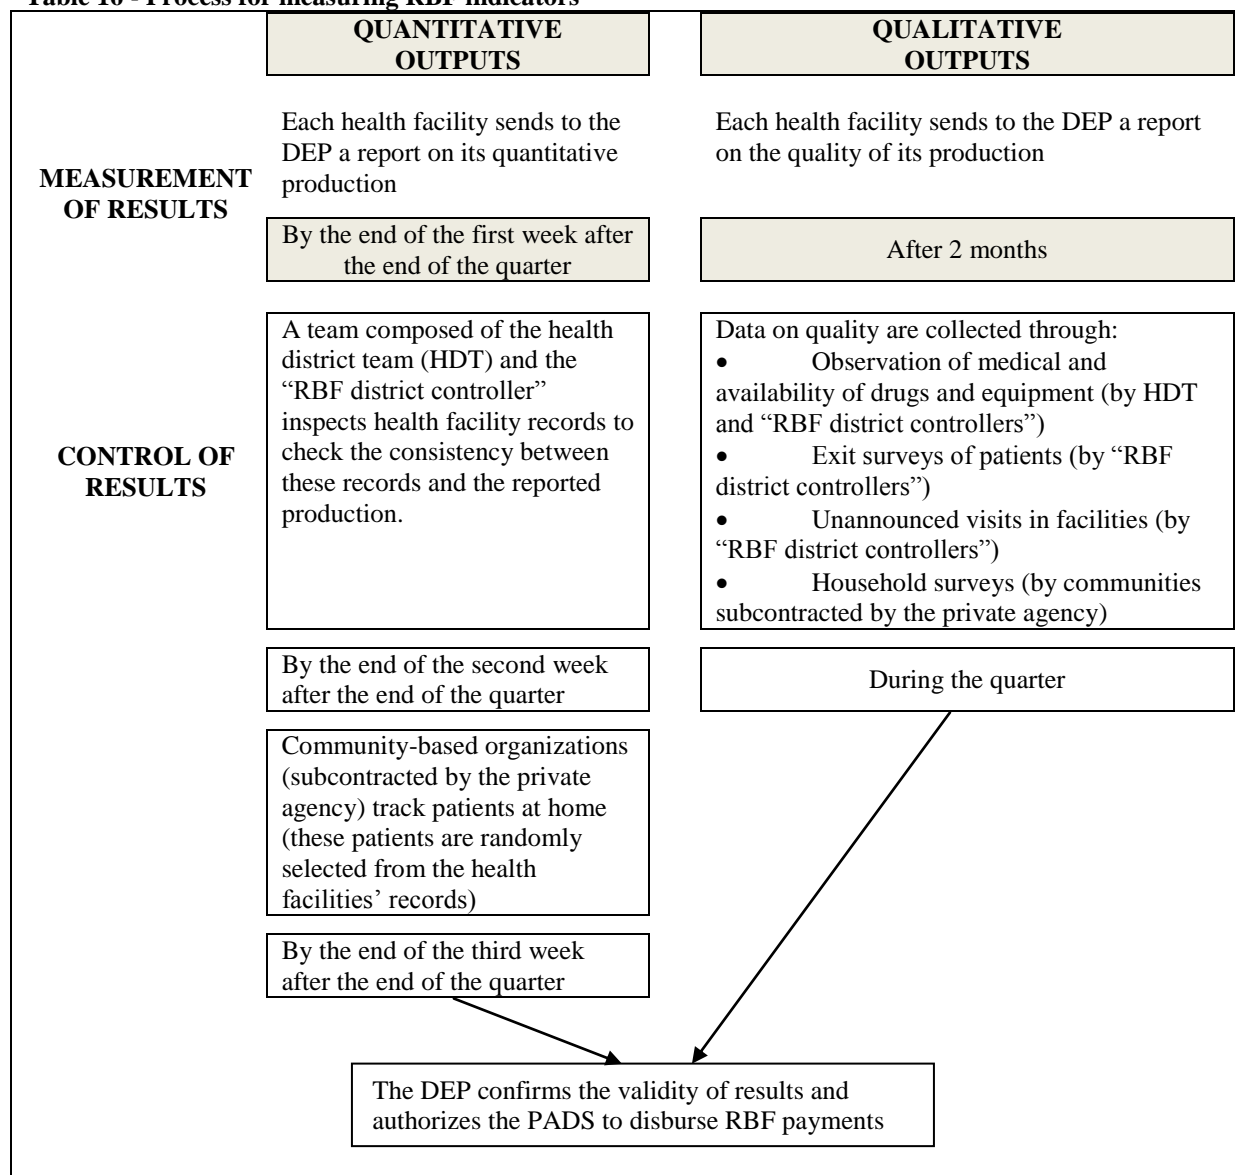 Table 16 - Process for measuring RBF indicators
QUANTITATIVE
OUTPUTS
QUALITATIVE
OUTPUTS
MEASUREMENT
OF RESULTS
Each health facility sends to the
DEP a report on its quantitative
production
Each health facility sends to the DEP a report
on the quality of its production
By the end of the first week after
the end of the quarter
After 2 months
CONTROL OF
RESULTS
A team composed of the health
district team (HDT) and the
“RBF district controller”
inspects health facility records to
check the consistency between
these records and the reported
production.
Data on quality are collected through:
• Observation of medical and
availability of drugs and equipment (by HDT
and “RBF district controllers”)
• Exit surveys of patients (by “RBF
district controllers”)
• Unannounced visits in facilities (by
“RBF district controllers”)
• Household surveys (by communities
subcontracted by the private agency)
By the end of the second week
after the end of the quarter
During the quarter
Community-based organizations
(subcontracted by the private
agency) track patients at home
(these patients are randomly
selected from the health
facilities’ records)
By the end of the third week
after the end of the quarter
The DEP confirms the validity of results and
authorizes the PADS to disburse RBF payments